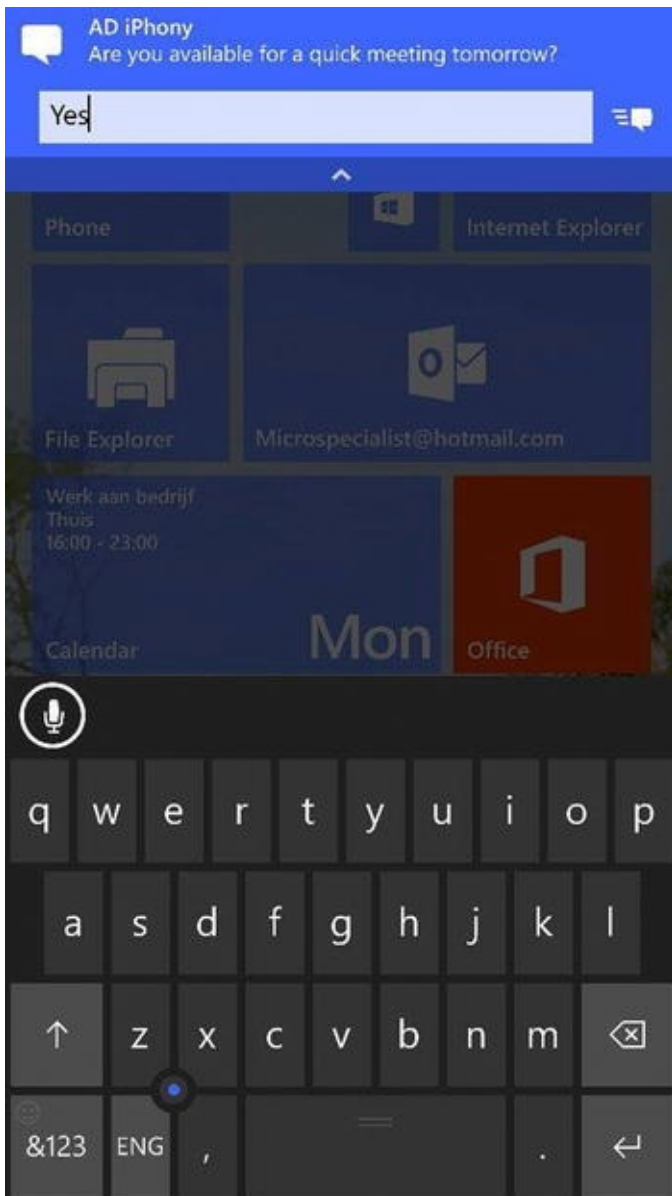 AD iPhony
Are you available for a quick meeting tomorrow?
Yes
Phone
Internet Explorer
File Explorer
Microspecialist@hotmail.com
Werk aan bedrijf
Thuis
16:00 - 23:00
Calendar
Mon
Office
q w e r t y u i o p
a s d f g h j k l
z x c v b n m
&123 ENG , .